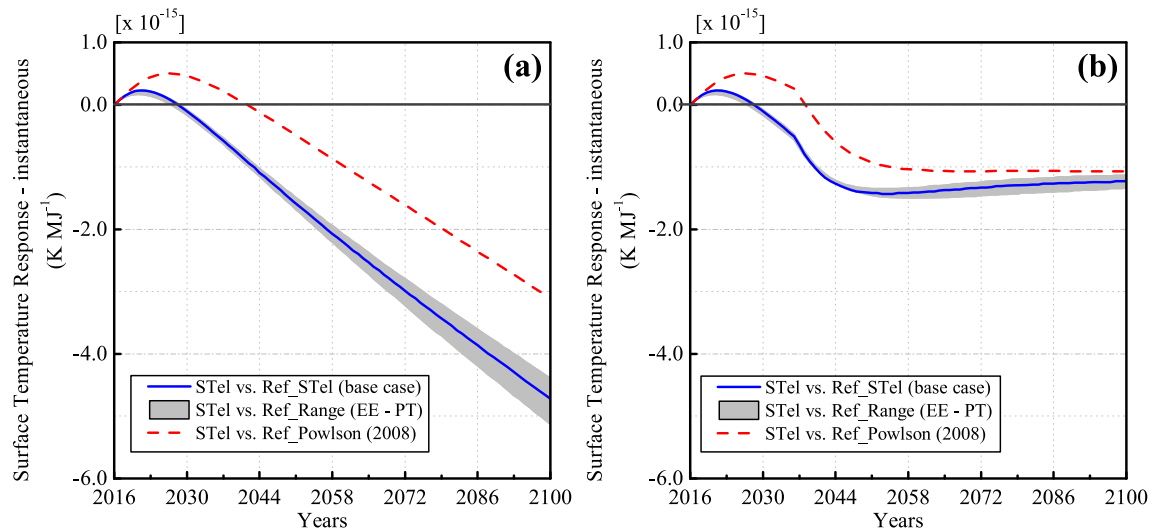 [x 10⁻¹⁵]
1.0
0.0
-2.0
-4.0
-6.0
2016 2030 2044 2058 2072 2086 2100
Years
Surface Temperature Response - instantaneous
(K MJ⁻¹)
(a)
STel vs. Ref_STel (base case)
STel vs. Ref_Range (EE - PT)
STel vs. Ref_Powlson (2008)
[x 10⁻¹⁵]
1.0
0.0
-2.0
-4.0
-6.0
2016 2030 2044 2058 2072 2086 2100
Years
Surface Temperature Response - instantaneous
(K MJ⁻¹)
(b)
STel vs. Ref_STel (base case)
STel vs. Ref_Range (EE - PT)
STel vs. Ref_Powlson (2008)